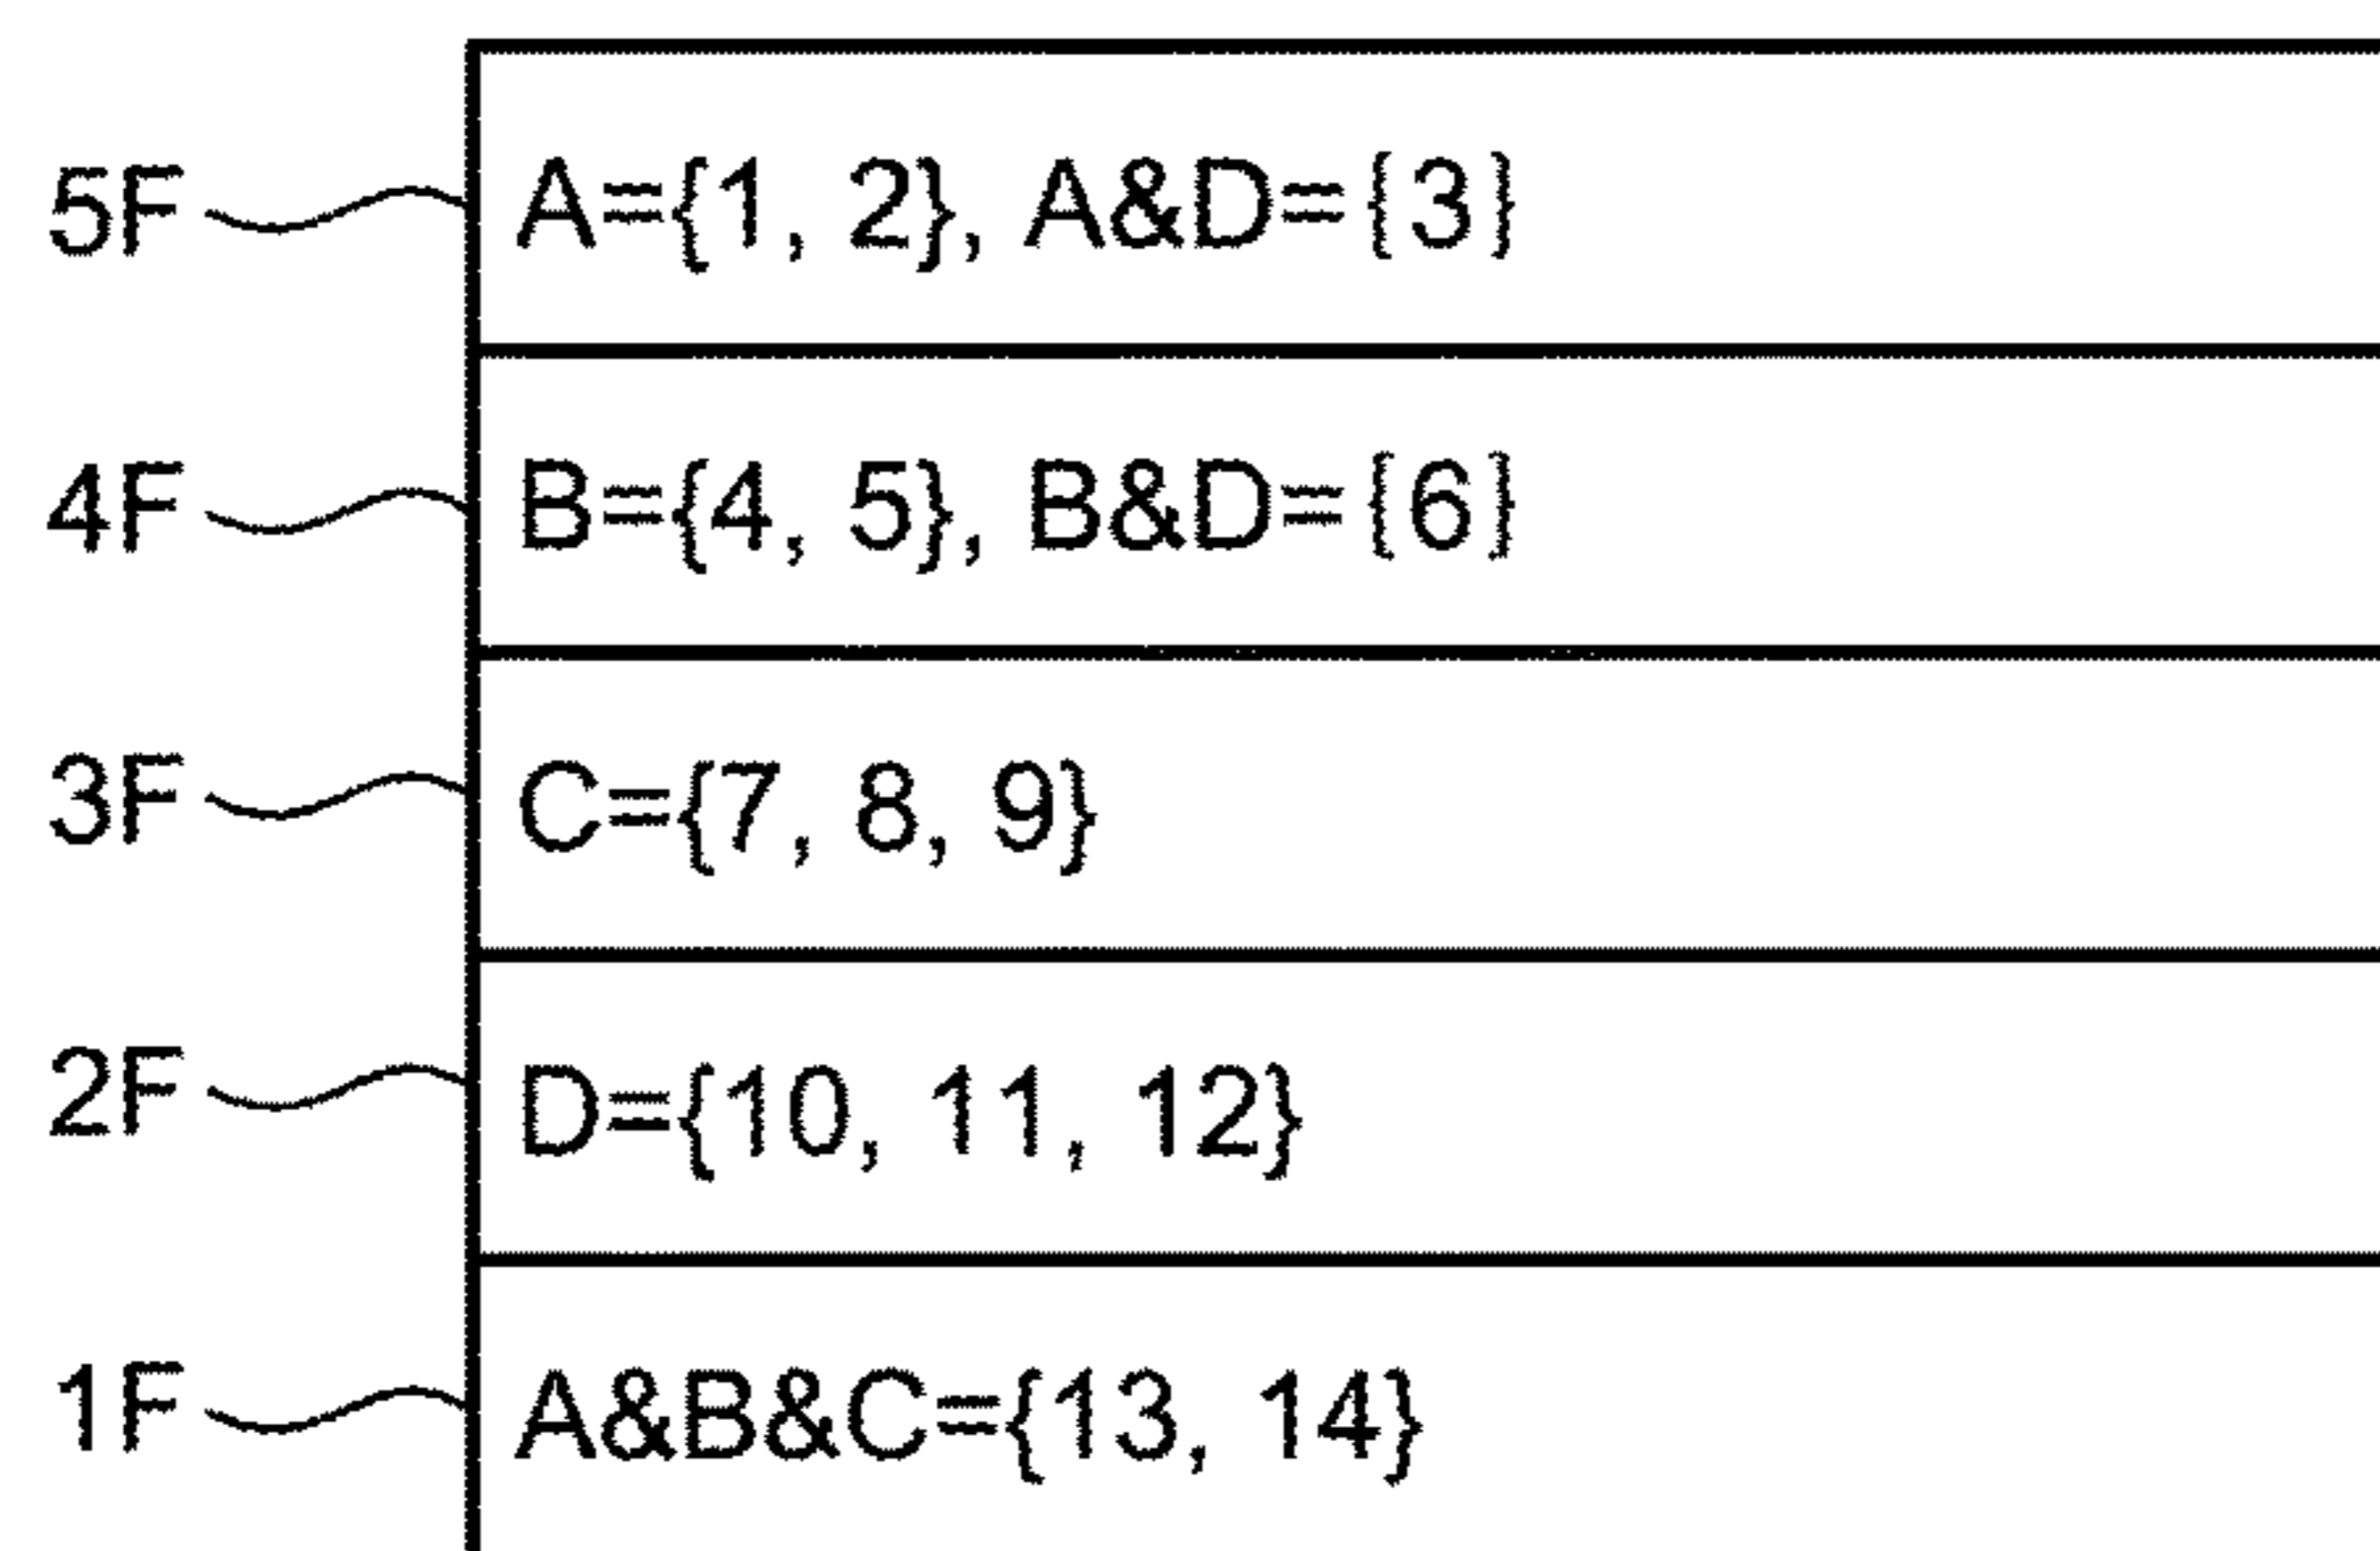 5F A={1, 2}, A&D={3}
4F B={4, 5}, B&D={6}
3F C={7, 8, 9}
2F D={10, 11, 12}
1F A&B&C={13, 14}